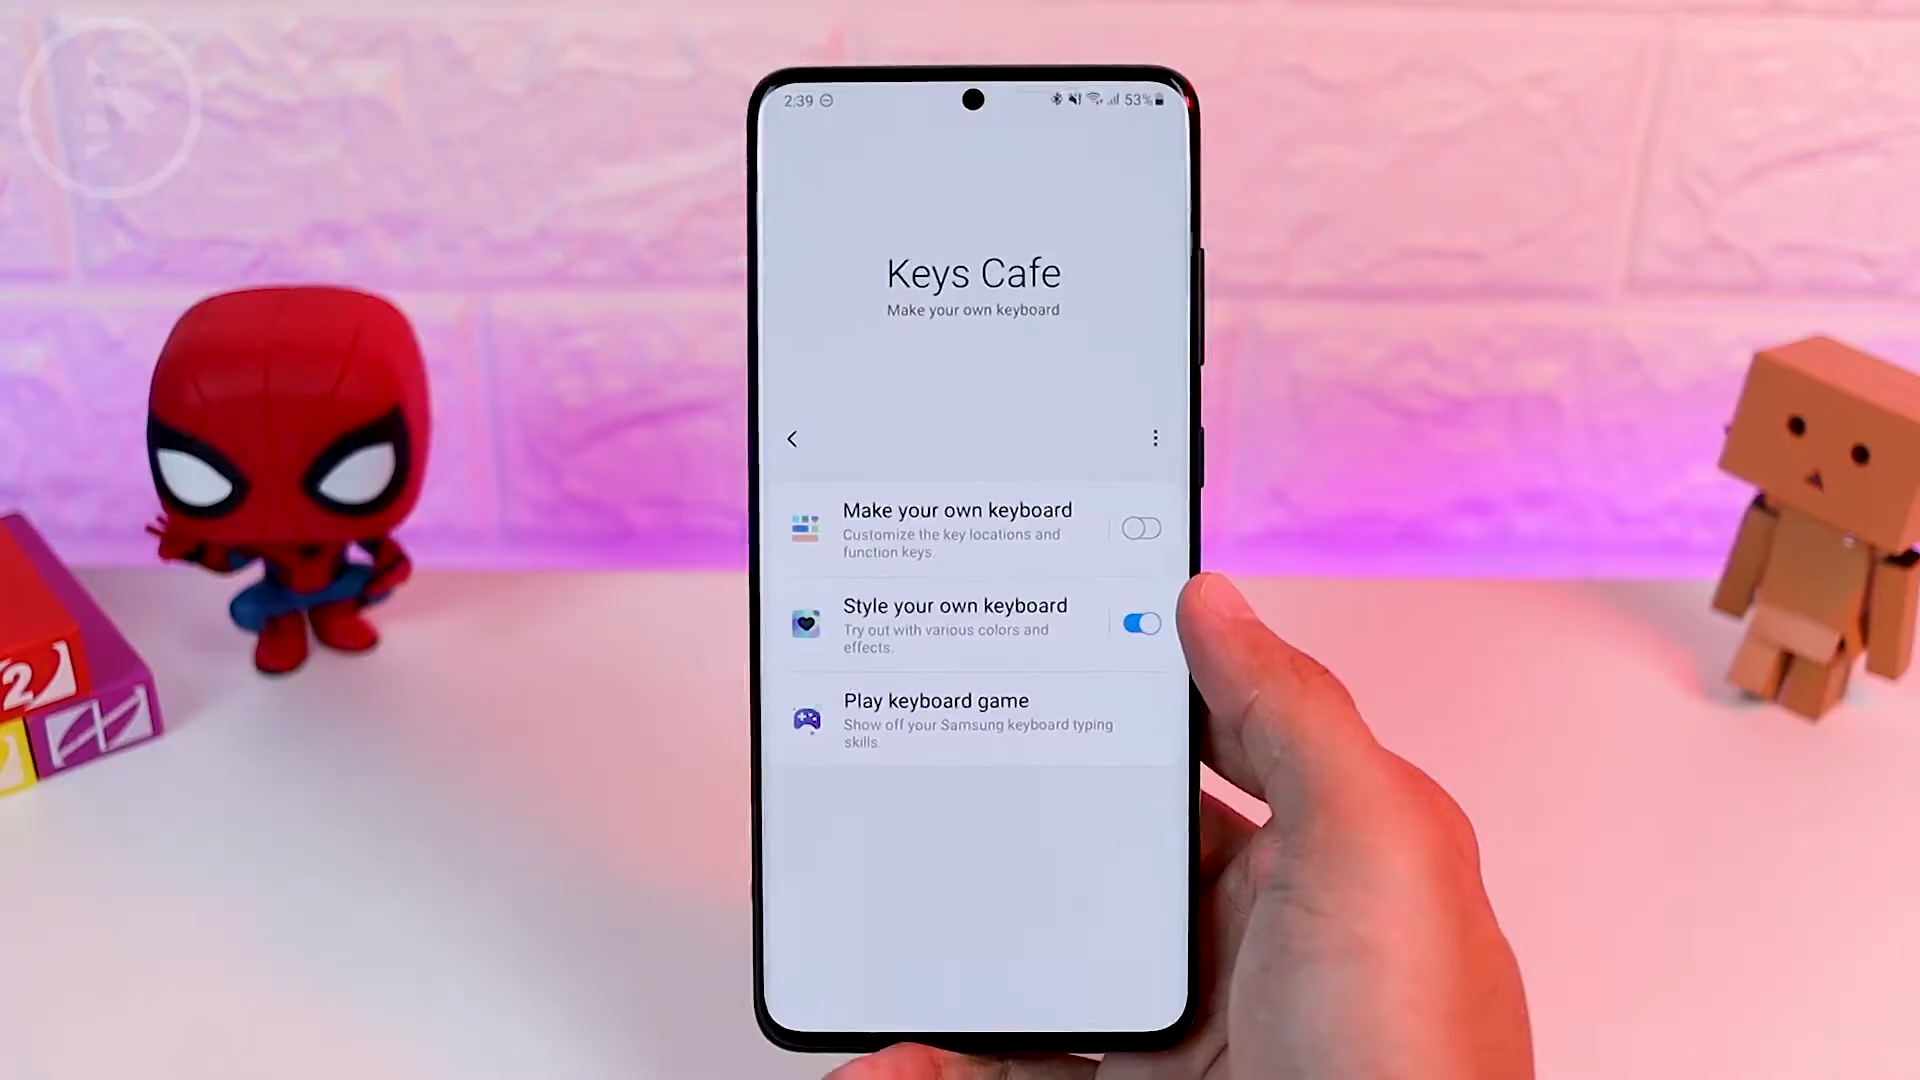 2:39
53%
Keys Cafe
Make your own keyboard
Make your own keyboard
Customize the key locations and
function keys.
Style your own keyboard
Try out with various colors and
effects.
Play keyboard game
Show off your Samsung keyboard typing
skills.
2